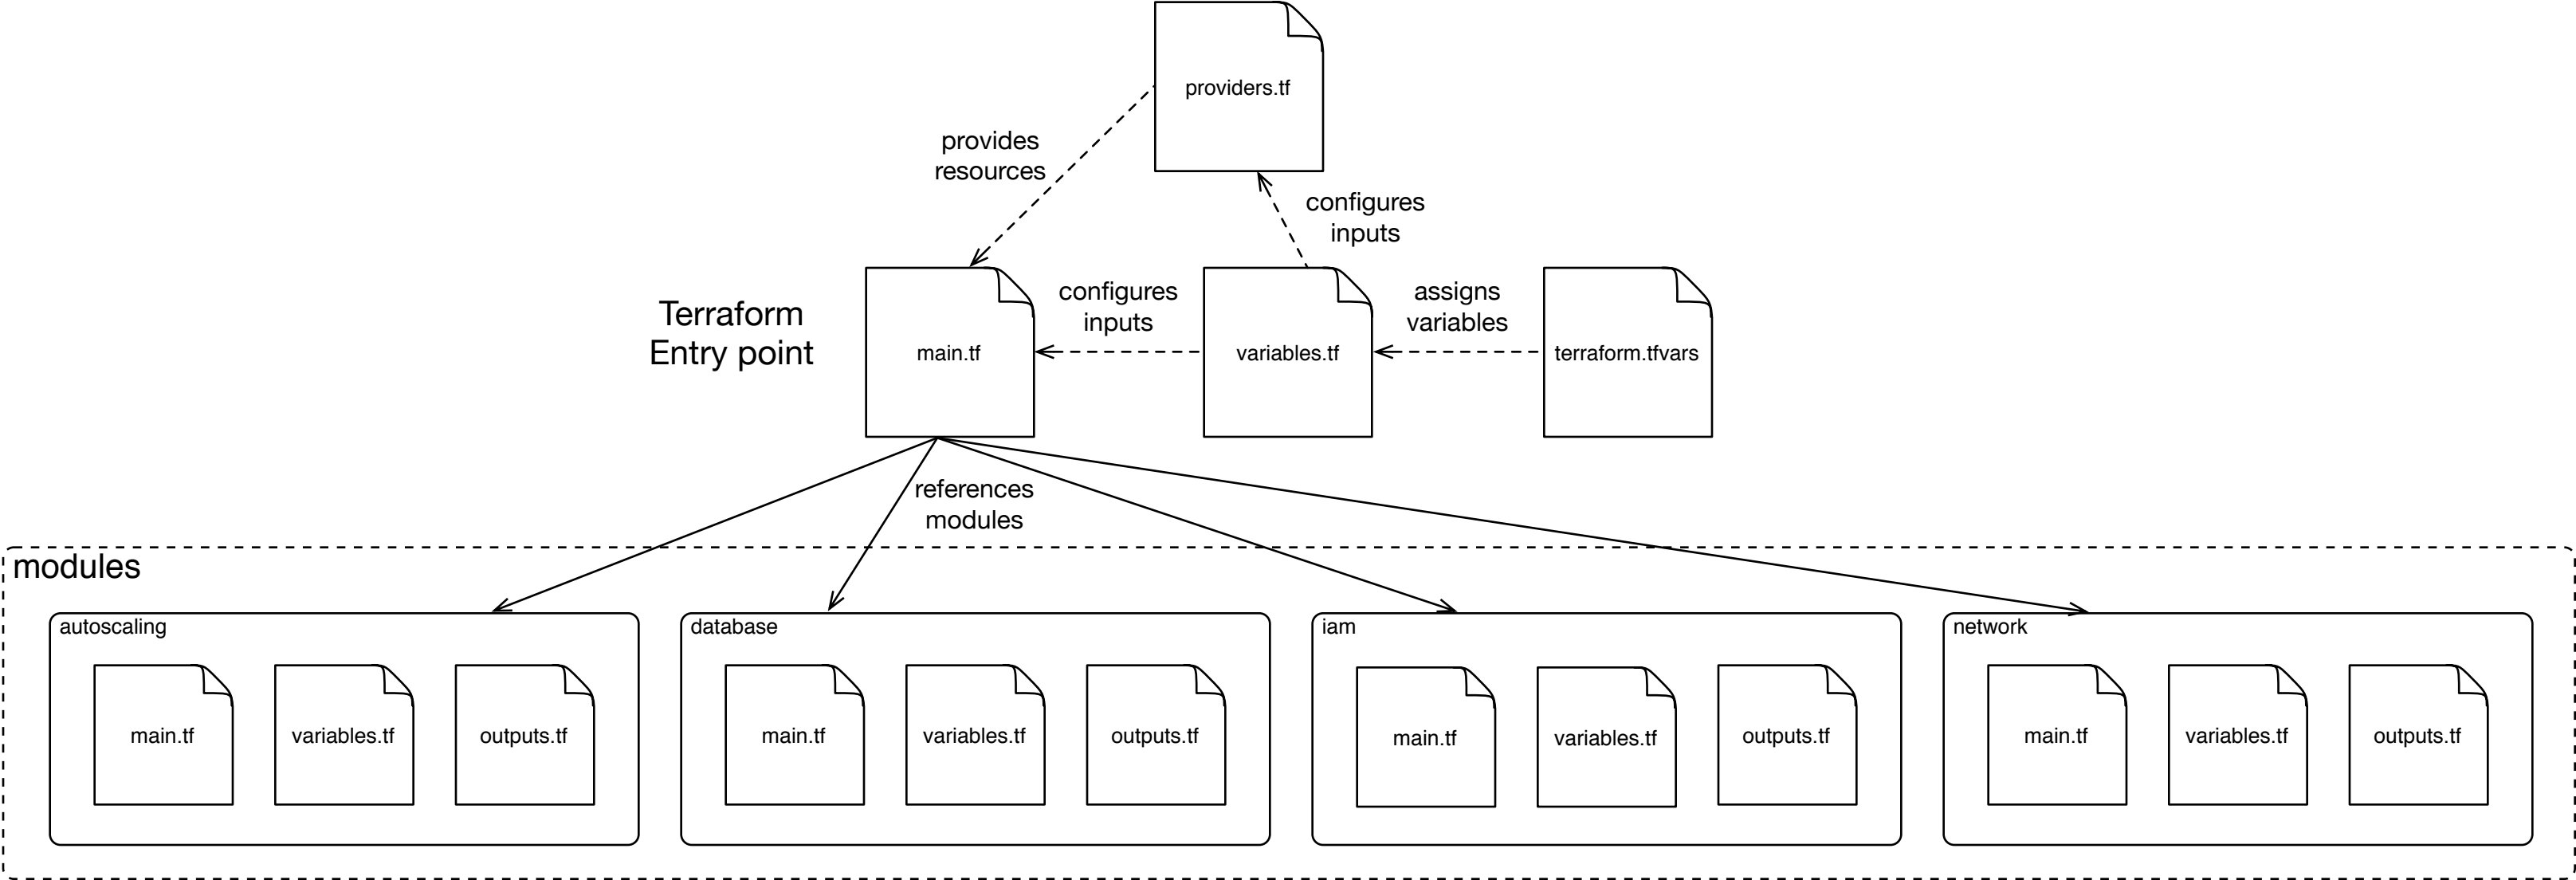 providers.tf
provides
resources
configures
inputs
Terraform
Entry point
main.tf
configures
inputs
variables.tf
assigns
variables
terraform.tfvars
references
modules
modules
autoscaling
main.tf
variables.tf
outputs.tf
database
main.tf
variables.tf
outputs.tf
iam
main.tf
variables.tf
outputs.tf
network
main.tf
variables.tf
outputs.tf